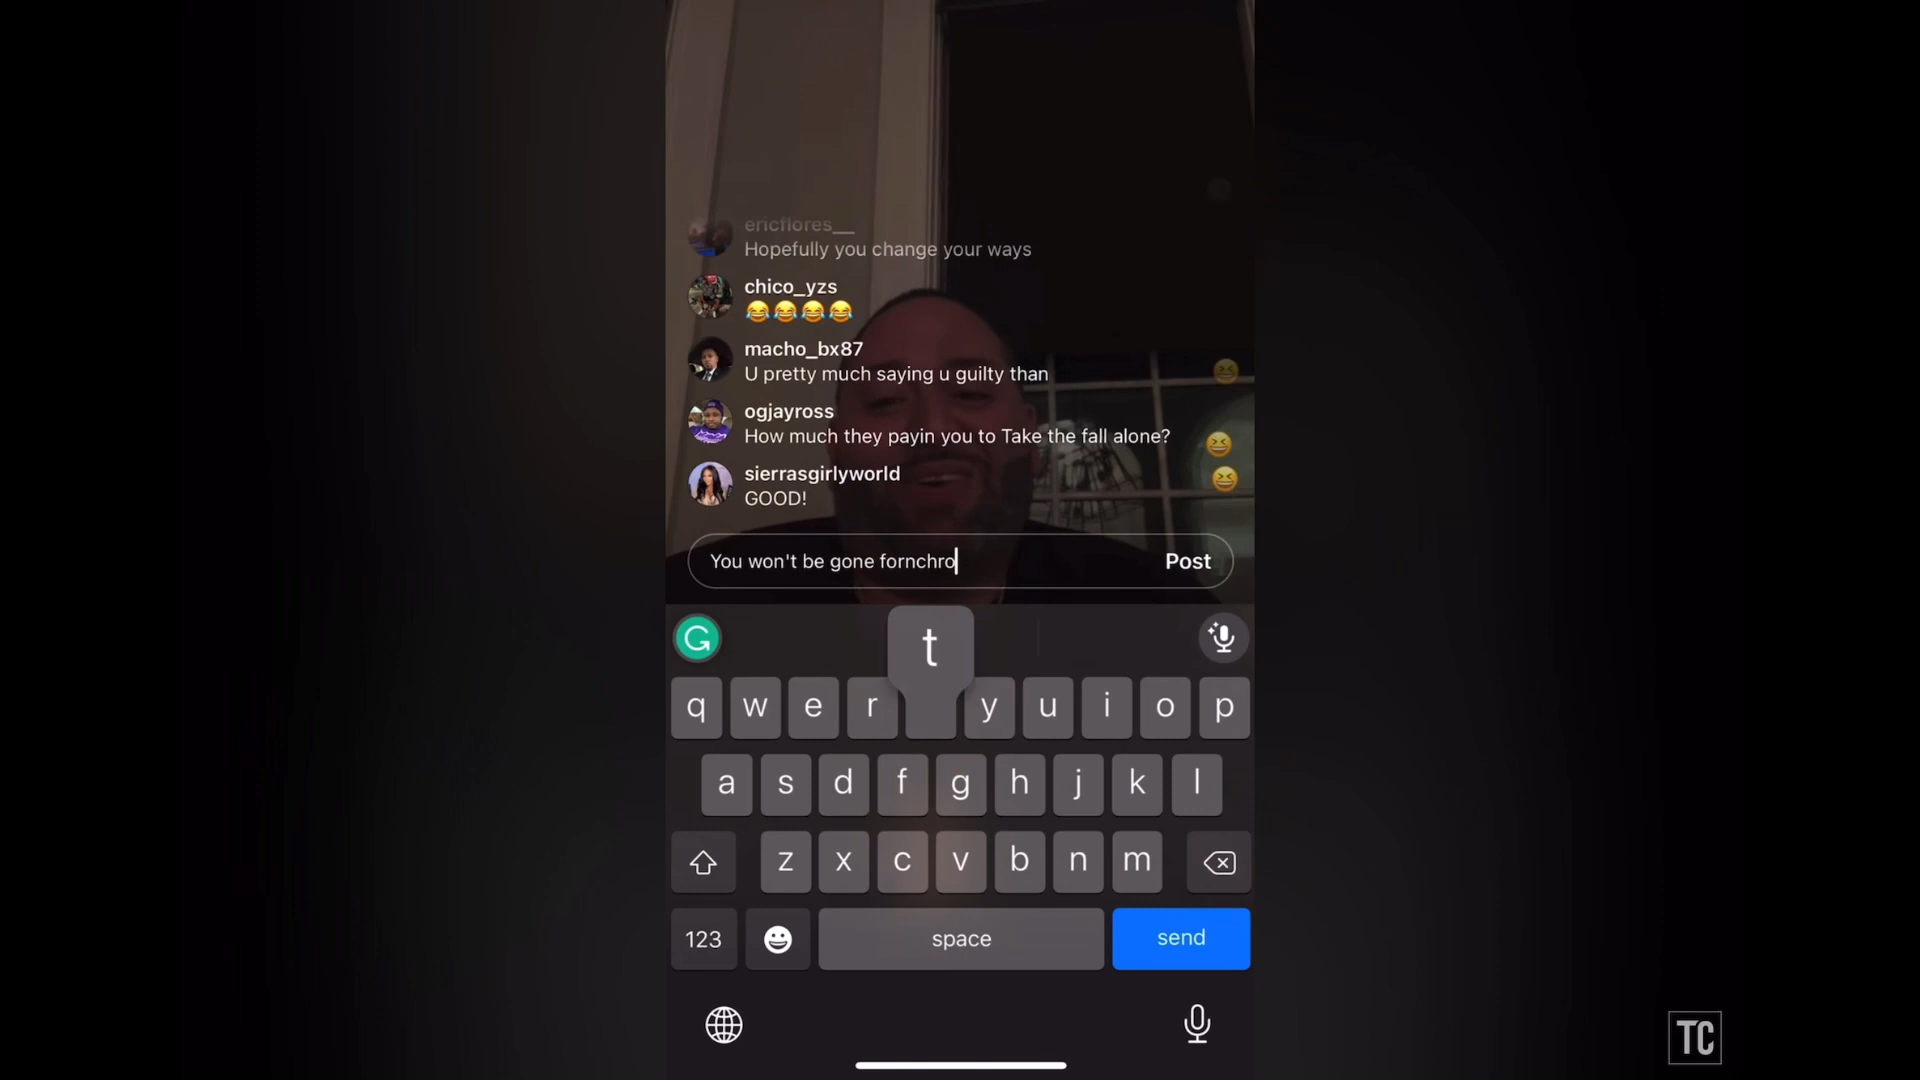 ericflores__
Hopefully you change your ways
chico_yzs
😂😂😂😂
macho_bx87
U pretty much saying u guilty than
ogjayross
How much they payin you to Take the fall alone?
sierrasgirlyworld
GOOD!
You won't be gone fornchro Post
t
q w e r y u i o p
a s d f g h j k l
z x c v b n m
123 space send
TC